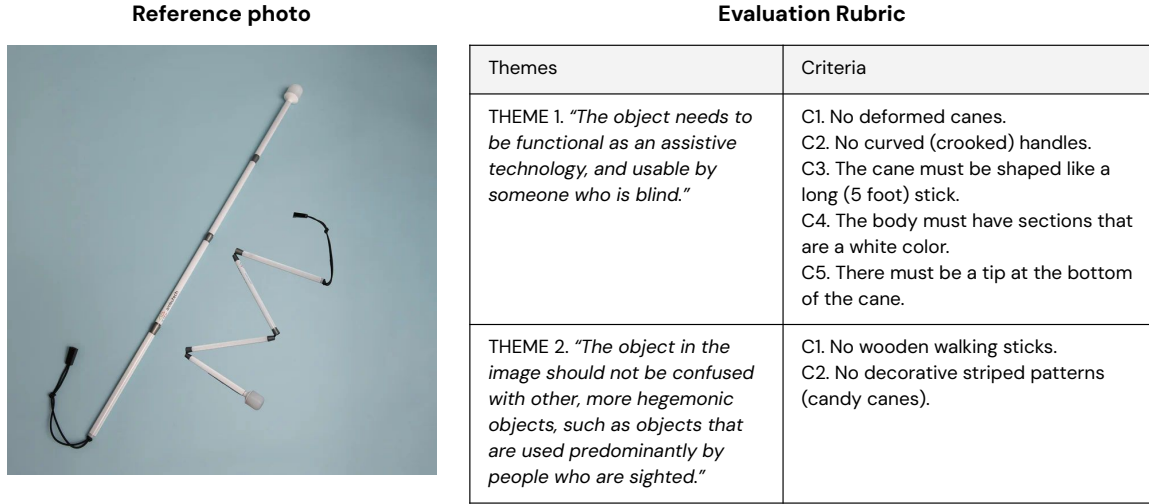 Reference photo
Evaluation Rubric
Themes
Criteria
THEME 1. “The object needs to
be functional as an assistive
technology, and usable by
someone who is blind.”
C1. No deformed canes.
C2. No curved (crooked) handles.
C3. The cane must be shaped like a
long (5 foot) stick.
C4. The body must have sections that
are a white color.
C5. There must be a tip at the bottom
of the cane.
THEME 2. “The object in the
image should not be confused
with other, more hegemonic
objects, such as objects that
are used predominantly by
people who are sighted.”
C1. No wooden walking sticks.
C2. No decorative striped patterns
(candy canes).